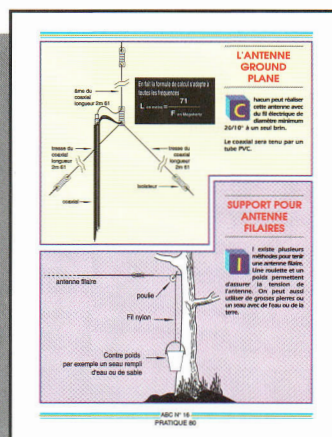 L'ANTENNE
GROUND
PLANE
C hacun peut réaliser
cette antenne avec
du fil électrique de
diamètre minimum
20/10° à un seul brin.
Le coaxial sera tenu par un
tube PVC.
âme du
coaxial
longueur 2m 61
En fait la formule de calcul s'adapte à
toutes les fréquences
L en mètre = 71
F en Megahertz
tresse du
coaxial
longueur
2m 61
tresse du
coaxial
longueur
2m 61
isolateur
coaxial
SUPPORT POUR
ANTENNE
FILAIRES
I l existe plusieurs
méthodes pour tenir
une antenne filaire.
Une roulette et un
poids permettent
d'assurer la tension de
l'antenne. On peut aussi
utiliser de grosses pierres ou
un seau avec de l'eau ou de la
terre.
antenne filaire
poulie
Fil nylon
Contre poids
par exemple un seau rempli
d'eau ou de sable
ABC N° 16
PRATIQUE 80